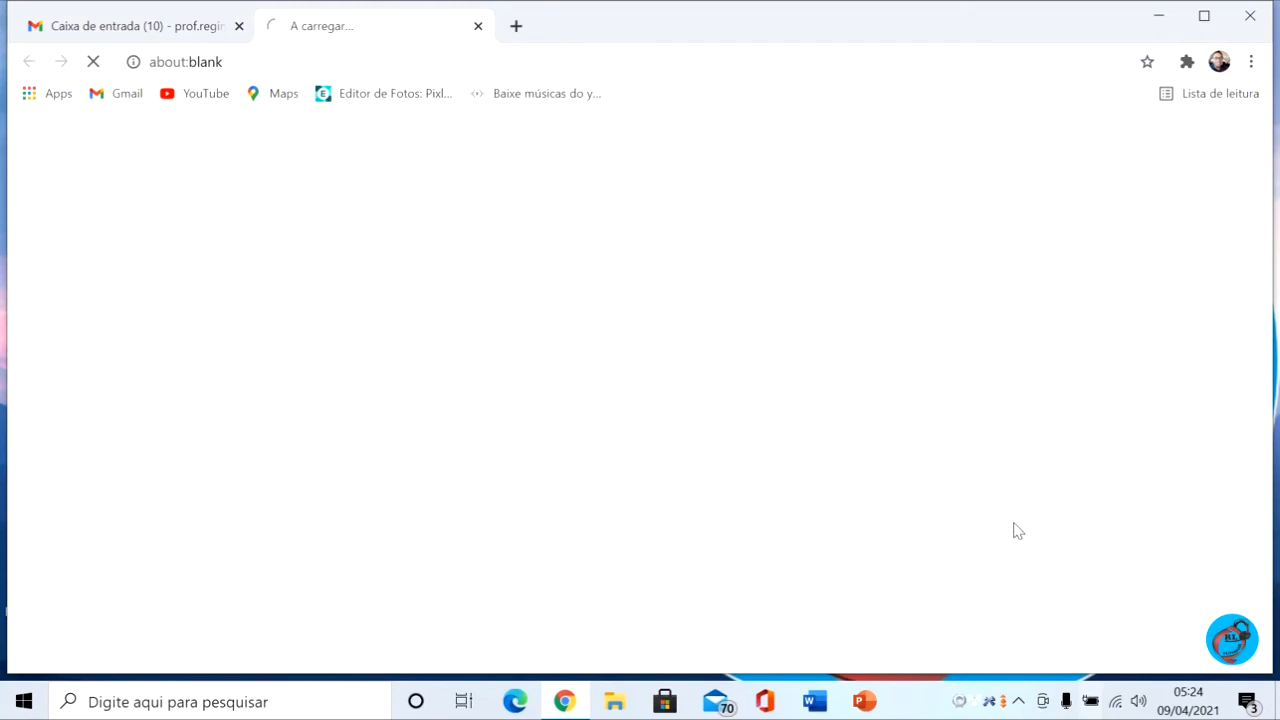 Caixa de entrada (10) - prof.regin
A carregar...
about:blank
Apps
Gmail
YouTube
Maps
Editor de Fotos: Pixl...
Baixe músicas do y...
Lista de leitura
RL
Digite aqui para pesquisar
70
05:24
09/04/2021
3